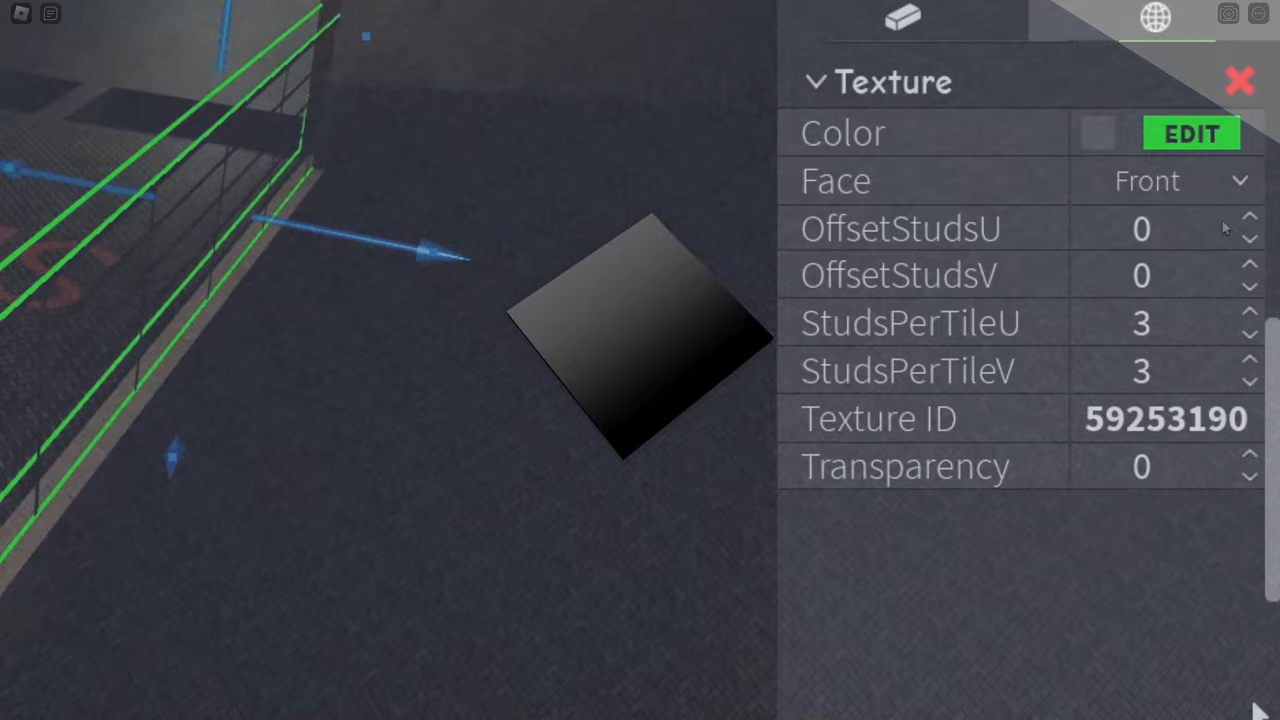 Texture
Color EDIT
Face Front
OffsetStudsU 0
OffsetStudsV 0
StudsPerTileU 3
StudsPerTileV 3
Texture ID 59253190
Transparency 0